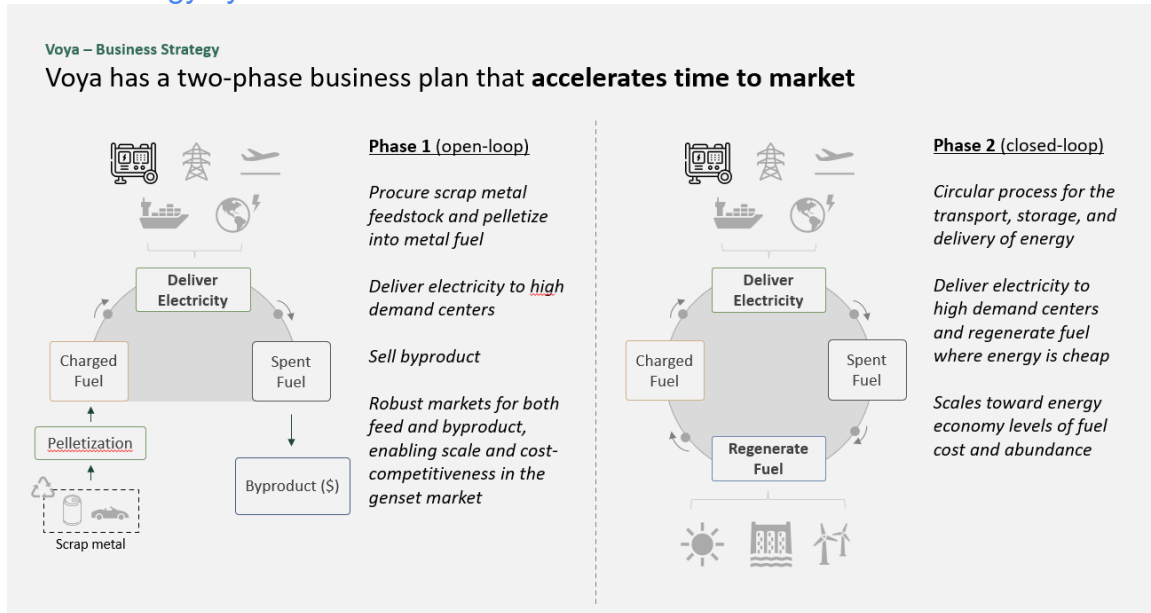 Voya – Business Strategy
Voya has a two-phase business plan that accelerates time to market
Deliver
Electricity
Charged
Fuel
Spent
Fuel
Pelletization
Byproduct ($)
Scrap metal
Phase 1 (open-loop)
Procure scrap metal
feedstock and pelletize
into metal fuel
Deliver electricity to high
demand centers
Sell byproduct
Robust markets for both
feed and byproduct,
enabling scale and cost-
competitiveness in the
genset market
Deliver
Electricity
Charged
Fuel
Spent
Fuel
Regenerate
Fuel
Phase 2 (closed-loop)
Circular process for the
transport, storage, and
delivery of energy
Deliver electricity to
high demand centers
and regenerate fuel
where energy is cheap
Scales toward energy
economy levels of fuel
cost and abundance